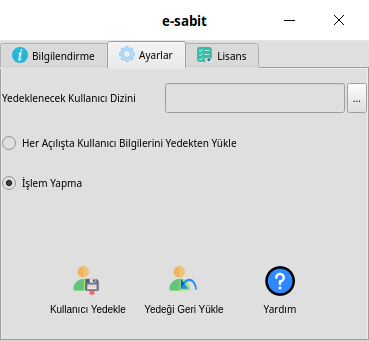 e-sabit
Bilgilendirme Ayarlar Lisans
Yedeklenecek Kullanıcı Dizini ...
Her Açılışta Kullanıcı Bilgilerini Yedekten Yükle
İşlem Yapma
Kullanıcı Yedekle Yedeği Geri Yükle Yardım